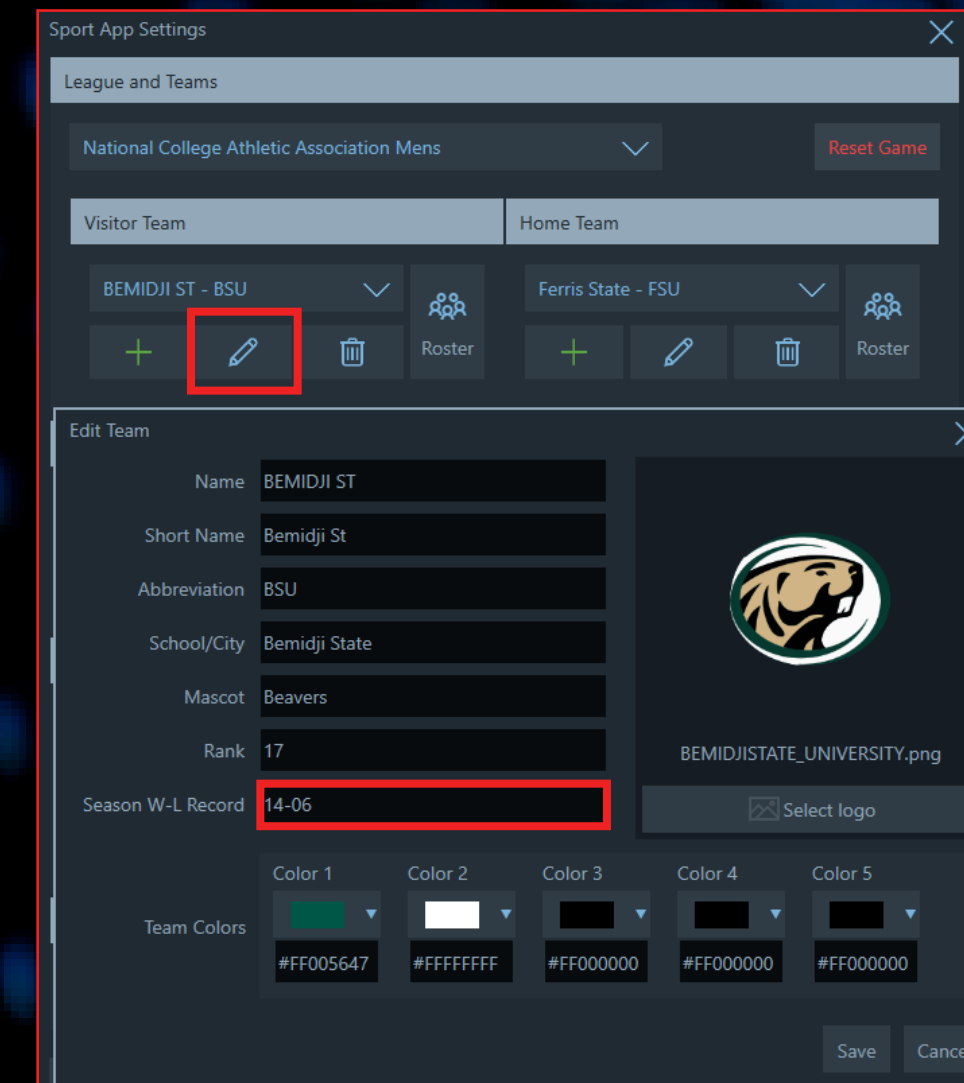 Sport App Settings
League and Teams
National College Athletic Association Mens
Reset Game
Visitor Team
Home Team
BEMIDJI ST - BSU
Roster
Ferris State - FSU
Roster
Edit Team
Name BEMIDJI ST
Short Name Bemidji St
Abbreviation BSU
School/City Bemidji State
Mascot Beavers
Rank 17
Season W-L Record 14-06
BEMIDJISTATE_UNIVERSITY.png
Select logo
Team Colors
Color 1 Color 2 Color 3 Color 4 Color 5
#FF005647 #FFFFFFFF #FF000000 #FF000000 #FF000000
Save Cance